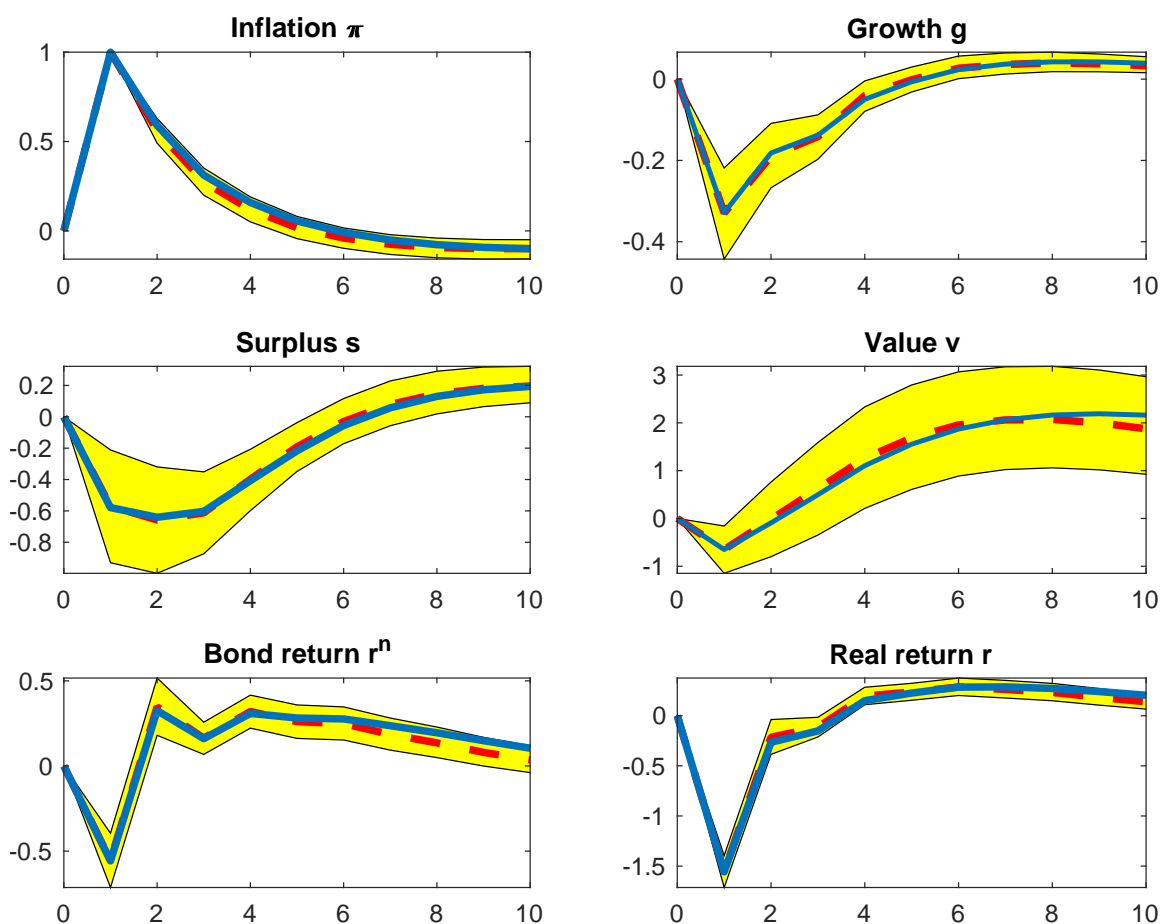 Inflation π
1
0.5
0
0 2 4 6 8 10
Growth g
0
-0.2
-0.4
0 2 4 6 8 10
Surplus s
0.2
0
-0.2
-0.4
-0.6
-0.8
0 2 4 6 8 10
Value v
3
2
1
0
-1
0 2 4 6 8 10
Bond return rⁿ
0.5
0
-0.5
0 2 4 6 8 10
Real return r
0
-0.5
-1
-1.5
0 2 4 6 8 10